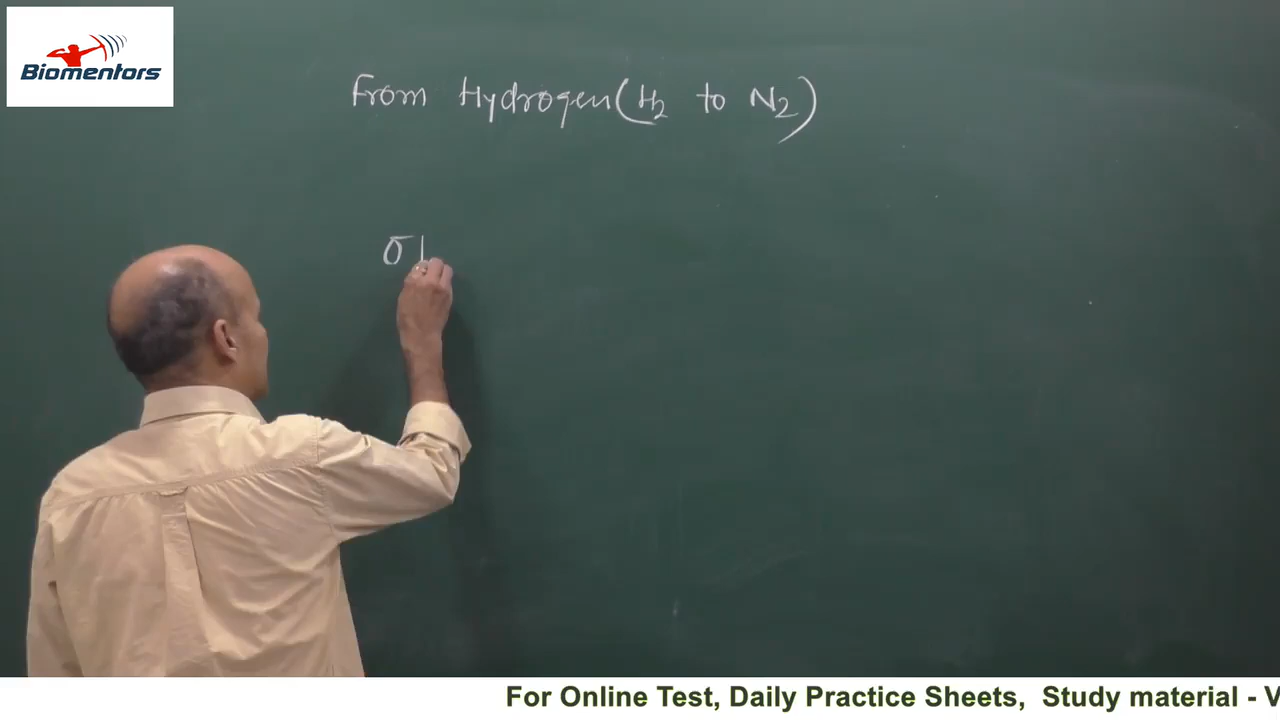 Biomentors
From Hydrogen (H₂ to N₂)
σ1
For Online Test, Daily Practice Sheets, Study material - V